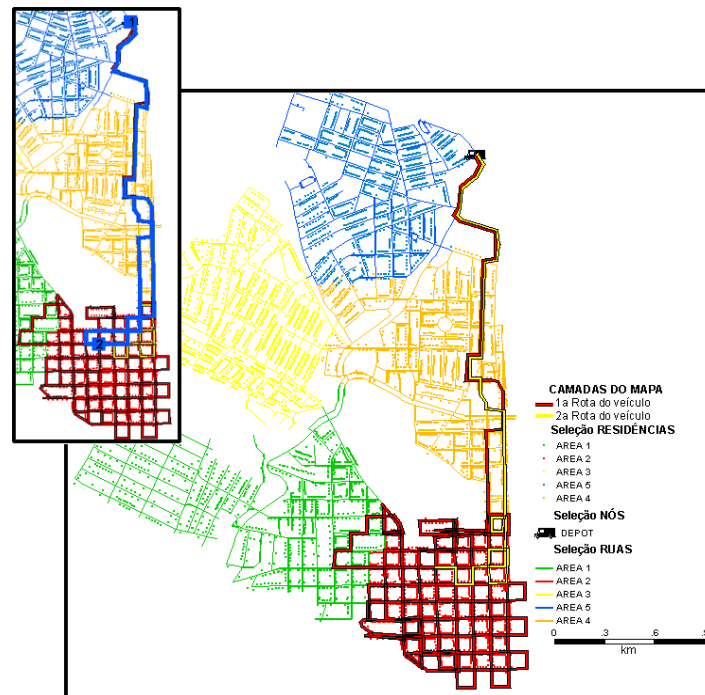 1
2
CAMADAS DO MAPA
1a Rota do veículo
2a Rota do veículo
Seleção RESIDÊNCIAS
AREA 1
AREA 2
AREA 3
AREA 5
AREA 4
Seleção NÓS
DEPOT
Seleção RUAS
AREA 1
AREA 2
AREA 3
AREA 5
AREA 4
0 .3 .6
km